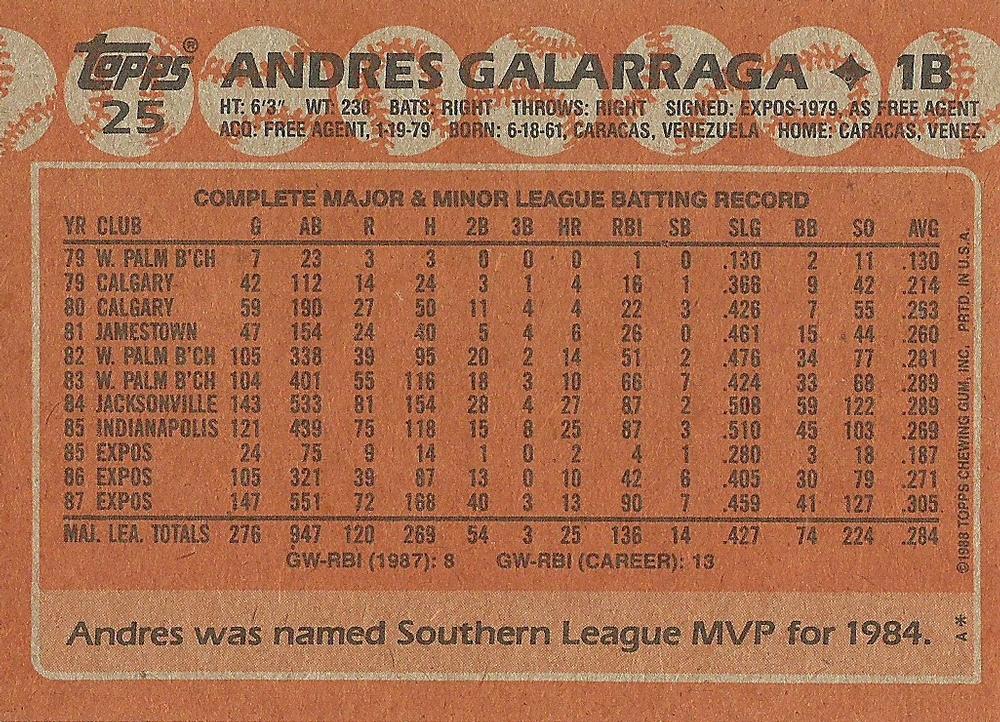 Topps® ANDRES GALARRAGA ✦ 1B
25 HT: 6'3" WT: 230 BATS: RIGHT THROWS: RIGHT SIGNED: EXPOS-1979, AS FREE AGENT
ACQ: FREE AGENT, 1-19-79 BORN: 6-18-61, CARACAS, VENEZUELA HOME: CARACAS, VENEZ.
COMPLETE MAJOR & MINOR LEAGUE BATTING RECORD
YR CLUB G AB R H 2B 3B HR RBI SB SLG BB SO AVG
79 W. PALM B'CH 7 23 3 3 0 0 0 1 0 .130 2 11 .130
79 CALGARY 42 112 14 24 3 1 4 16 1 .366 9 42 .214
80 CALGARY 59 190 27 50 11 4 4 22 3 .426 7 55 .263
81 JAMESTOWN 47 154 24 40 5 4 6 26 0 .461 15 44 .260
82 W. PALM B'CH 105 338 39 95 20 2 14 51 2 .476 34 77 .281
83 W. PALM B'CH 104 401 55 116 18 3 10 66 7 .424 33 68 .289
84 JACKSONVILLE 143 533 81 154 28 4 27 87 2 .508 59 122 .289
85 INDIANAPOLIS 121 439 75 118 15 8 25 87 3 .510 45 103 .269
85 EXPOS 24 75 9 14 1 0 2 4 1 .280 3 18 .187
86 EXPOS 105 321 39 87 13 0 10 42 6 .405 30 79 .271
87 EXPOS 147 551 72 168 40 3 13 90 7 .459 41 127 .305
MAJ. LEA. TOTALS 276 947 120 269 54 3 25 136 14 .427 74 224 .284
GW-RBI (1987): 8 GW-RBI (CAREER): 13
Andres was named Southern League MVP for 1984.
©1988 TOPPS CHEWING GUM, INC. PRTD. IN U.S.A.
A*